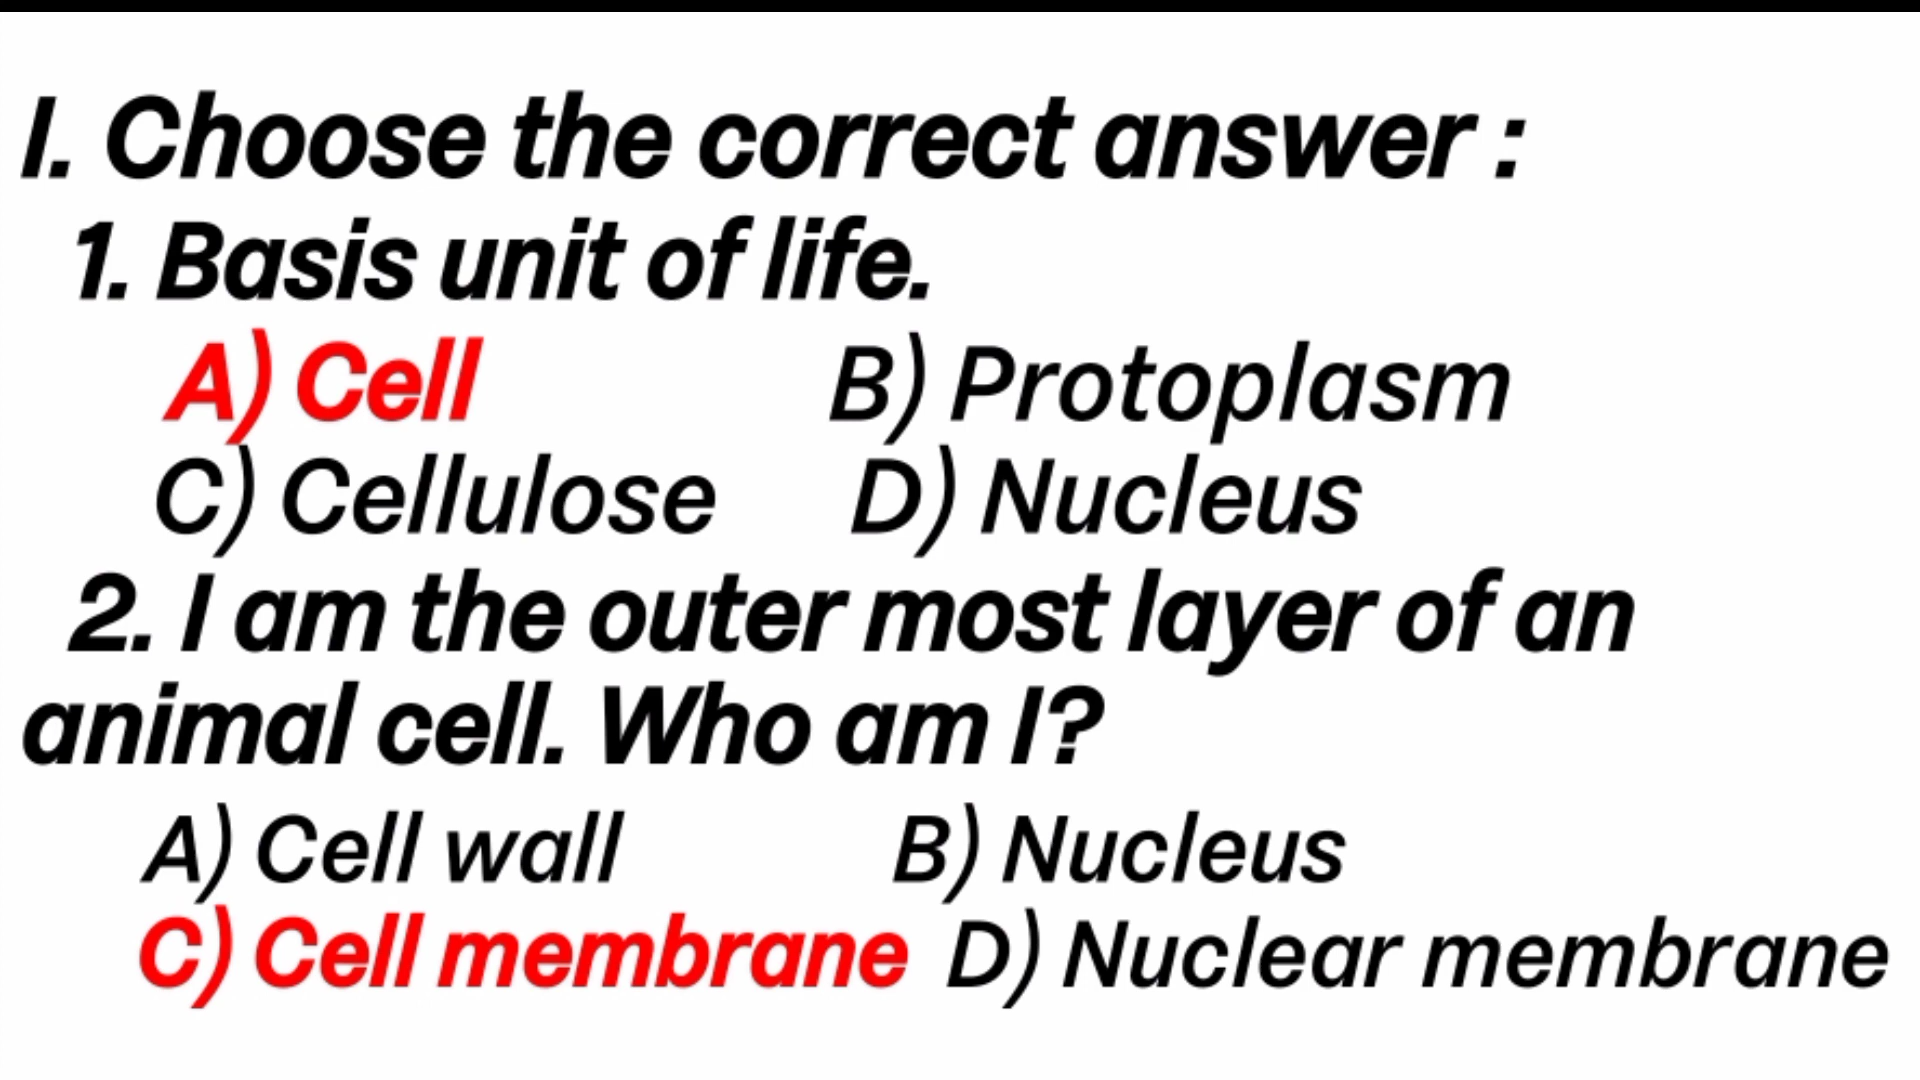 I. Choose the correct answer :
1. Basis unit of life.
A) Cell B) Protoplasm
C) Cellulose D) Nucleus
2. I am the outer most layer of an
animal cell. Who am I?
A) Cell wall B) Nucleus
C) Cell membrane D) Nuclear membrane